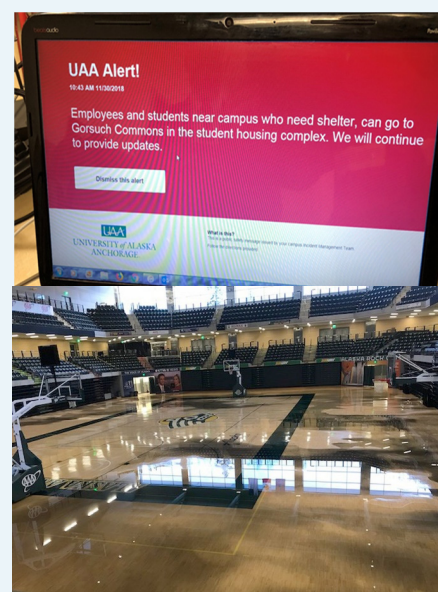 UAA Alert!
10:43 AM 11/30/2018
Employees and students near campus who need shelter, can go to
Gorsuch Commons in the student housing complex. We will continue
to provide updates.
Dismiss this alert
UAA
UNIVERSITY of ALASKA
ANCHORAGE
What is this?
AAA